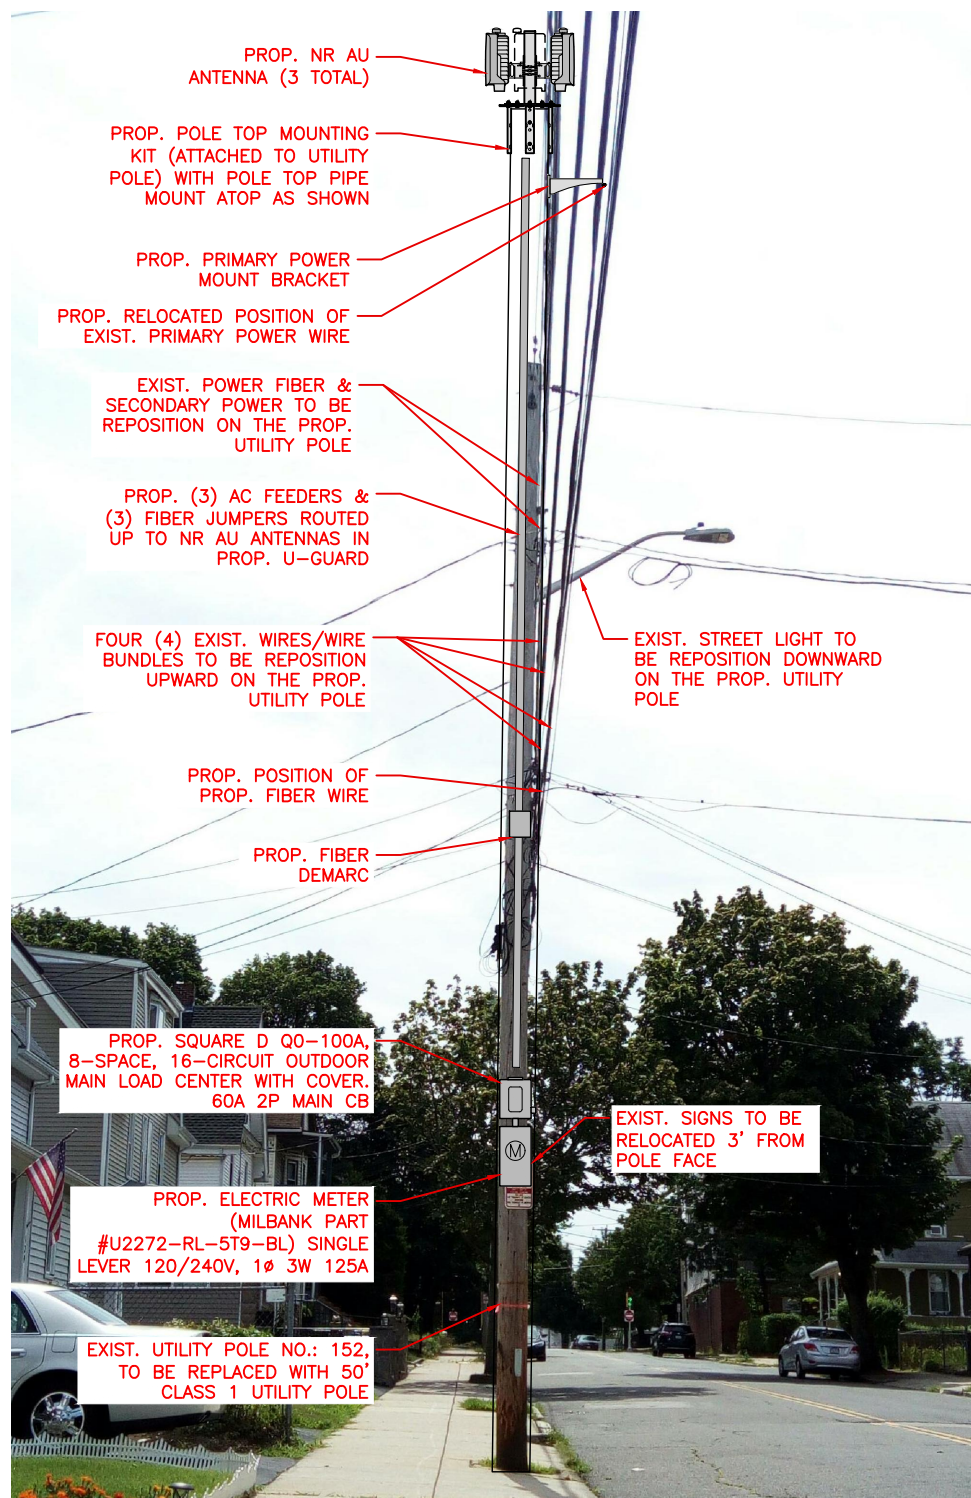 PROP. NR AU
ANTENNA (3 TOTAL)
PROP. POLE TOP MOUNTING
KIT (ATTACHED TO UTILITY
POLE) WITH POLE TOP PIPE
MOUNT ATOP AS SHOWN
PROP. PRIMARY POWER
MOUNT BRACKET
PROP. RELOCATED POSITION OF
EXIST. PRIMARY POWER WIRE
EXIST. POWER FIBER &
SECONDARY POWER TO BE
REPOSITION ON THE PROP.
UTILITY POLE
PROP. (3) AC FEEDERS &
(3) FIBER JUMPERS ROUTED
UP TO NR AU ANTENNAS IN
PROP. U-GUARD
FOUR (4) EXIST. WIRES/WIRE
BUNDLES TO BE REPOSITION
UPWARD ON THE PROP.
UTILITY POLE
EXIST. STREET LIGHT TO
BE REPOSITION DOWNWARD
ON THE PROP. UTILITY
POLE
PROP. POSITION OF
PROP. FIBER WIRE
PROP. FIBER
DEMARC
PROP. SQUARE D QO-100A,
8-SPACE, 16-CIRCUIT OUTDOOR
MAIN LOAD CENTER WITH COVER.
60A 2P MAIN CB
EXIST. SIGNS TO BE
RELOCATED 3' FROM
POLE FACE
M
PROP. ELECTRIC METER
(MILBANK PART
#U2272-RL-5T9-BL) SINGLE
LEVER 120/240V, 1ø 3W 125A
EXIST. UTILITY POLE NO.: 152,
TO BE REPLACED WITH 50'
CLASS 1 UTILITY POLE